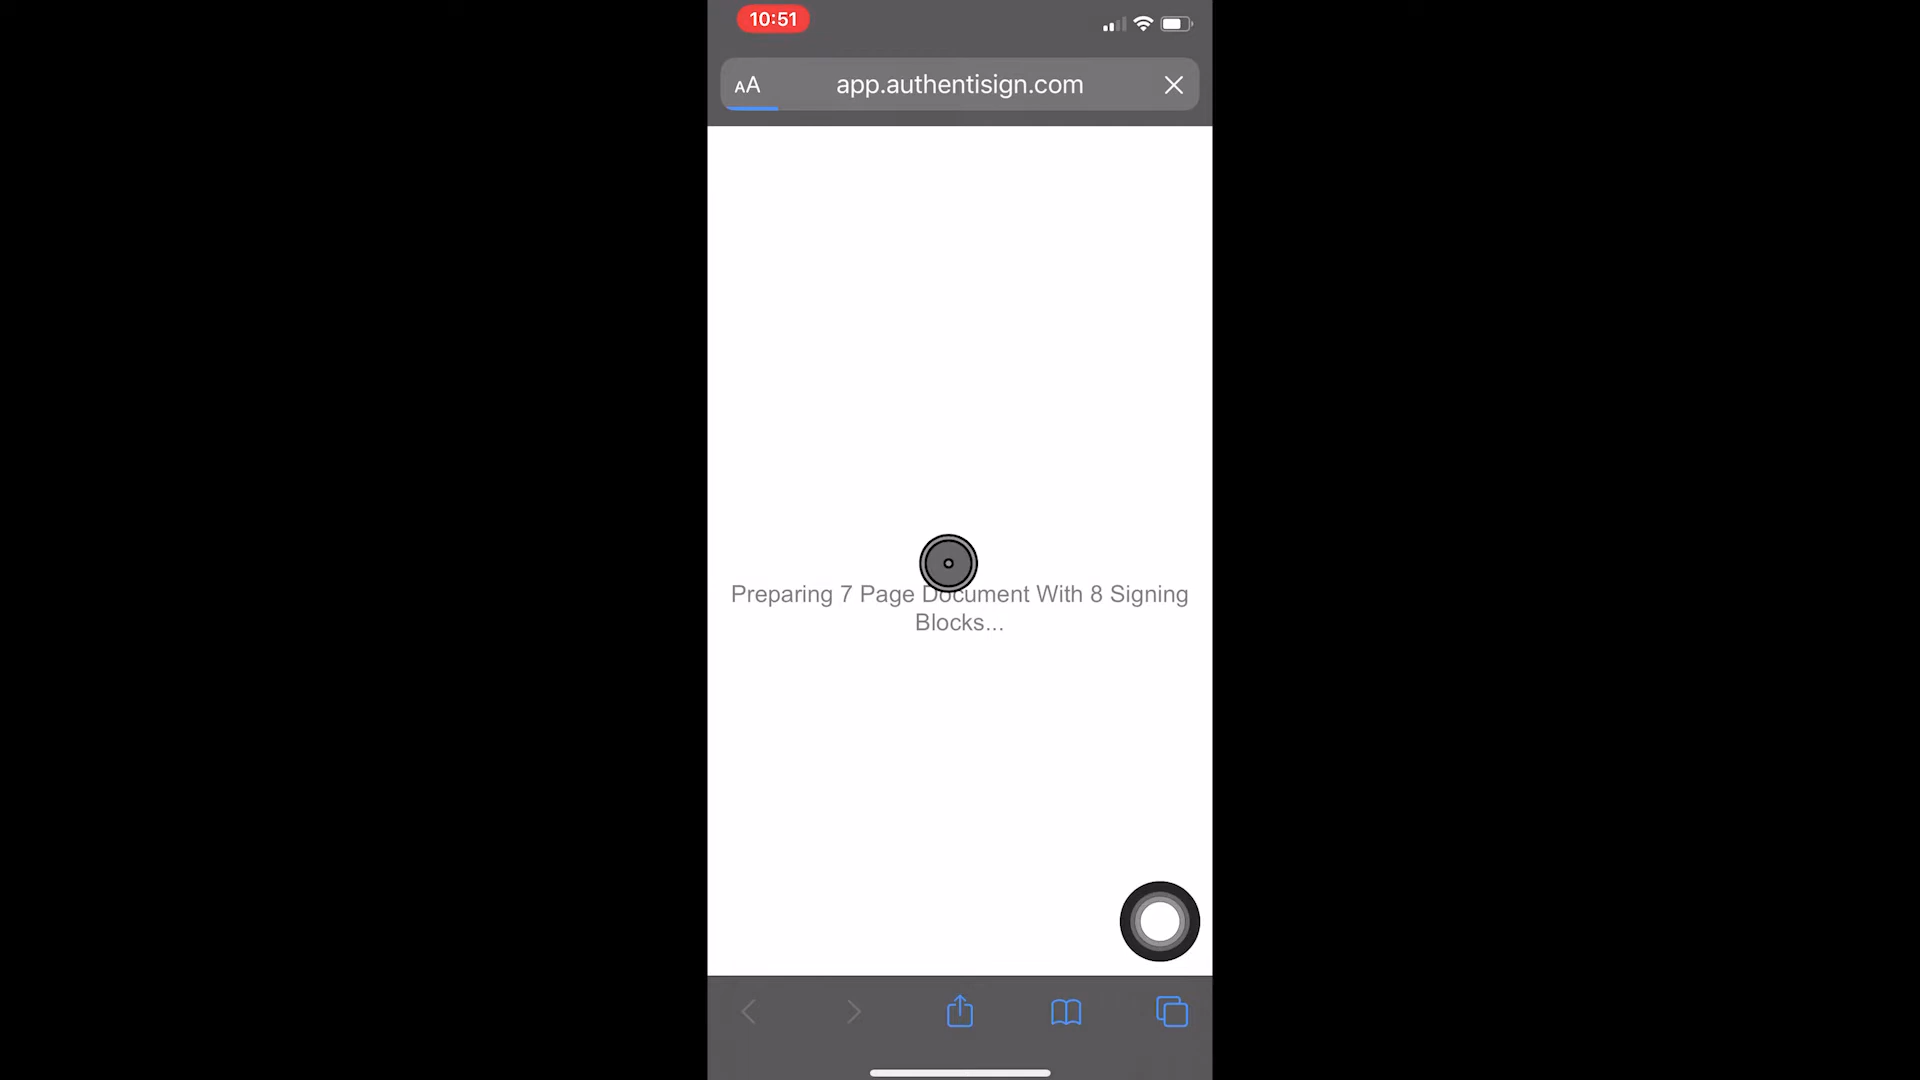 10:51
AA app.authentisign.com
Preparing 7 Page Document With 8 Signing
Blocks...